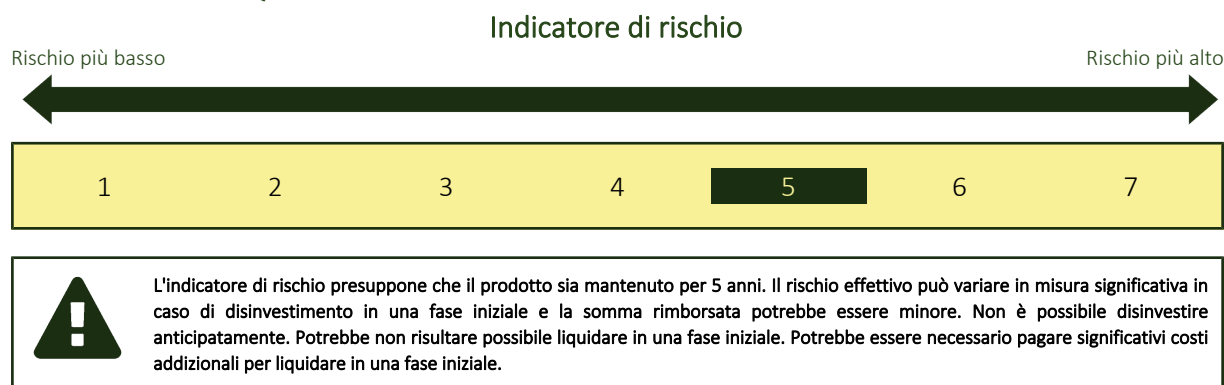 Indicatore di rischio
Rischio più basso
Rischio più alto
1 2 3 4 5 6 7
L'indicatore di rischio presuppone che il prodotto sia mantenuto per 5 anni. Il rischio effettivo può variare in misura significativa in
caso di disinvestimento in una fase iniziale e la somma rimborsata potrebbe essere minore. Non è possibile disinvestire
anticipatamente. Potrebbe non risultare possibile liquidare in una fase iniziale. Potrebbe essere necessario pagare significativi costi
addizionali per liquidare in una fase iniziale.